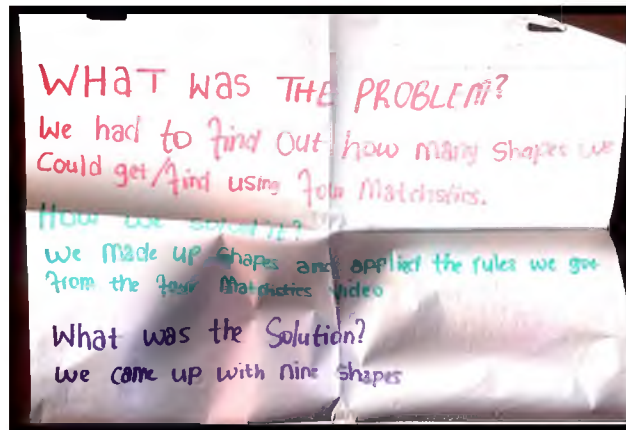 WHaT was THE PROBLEM?
We had to find Out how many shapes we
Could get/find using four Matchstics.
How we solved it?
we made up shapes and applied the rules we got
from the four Matchstics video
What was the Solution?
we came up with nine shapes